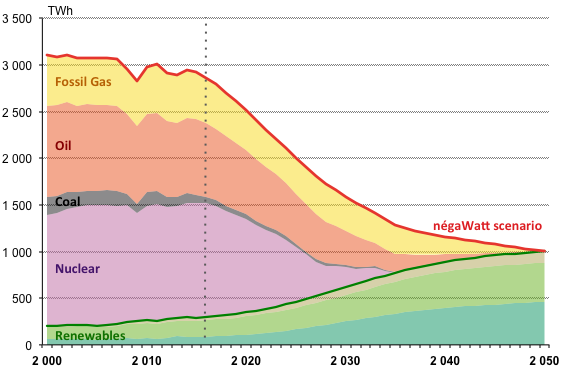 TWh
3 500
3 000
2 500
2 000
1 500
1 000
500
0
Fossil Gas
Oil
Coal
négaWatt scenario
Nuclear
Renewables
2 000 2 010 2 020 2 030 2 040 2 050